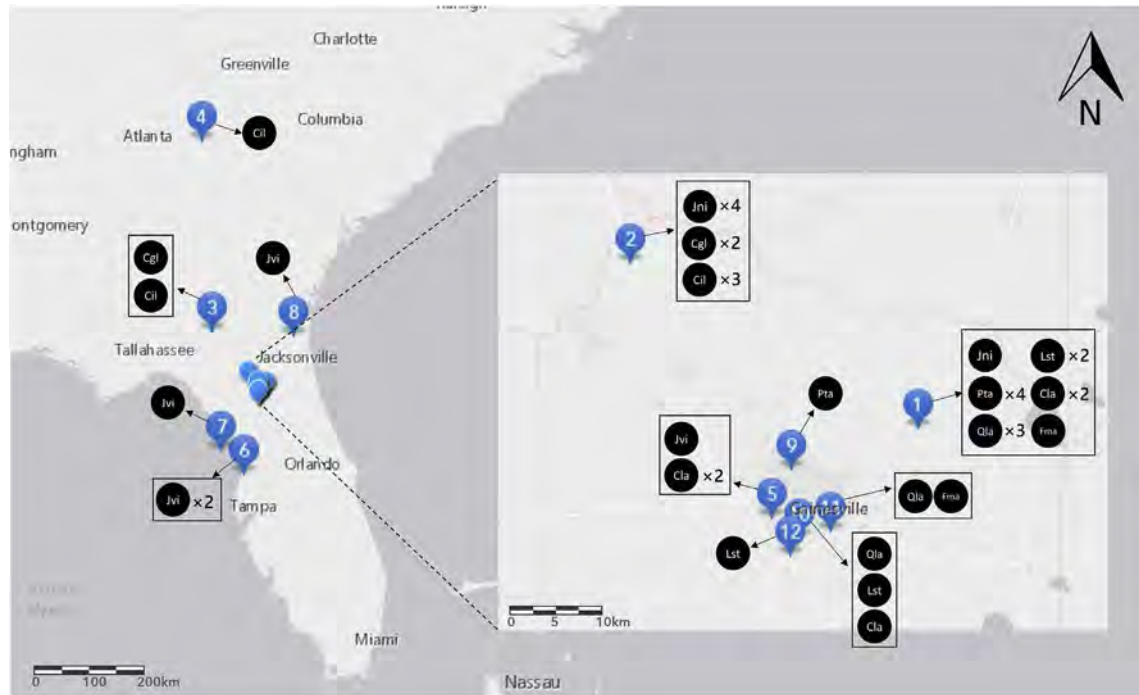 Charlotte
Greenville
4
Atlanta
Cil
Columbia
N
ingham
ontgomery
Cgl
Cil
3
Jvi
8
Tallahassee
Jacksonville
Jvi
7
6
Orlando
Jvi ×2
Tampa
Miami
Nassau
0 100 200km
2
Jni ×4
Cgl ×2
Cil ×3
1
Jni Lst ×2
Pta ×4 Cla ×2
Qla ×3 Fma
Pta
9
Jvi
Cla ×2
5
11
Qla Fma
Gainesville
10
12
Lst
Qla
Lst
Cla
0 5 10km